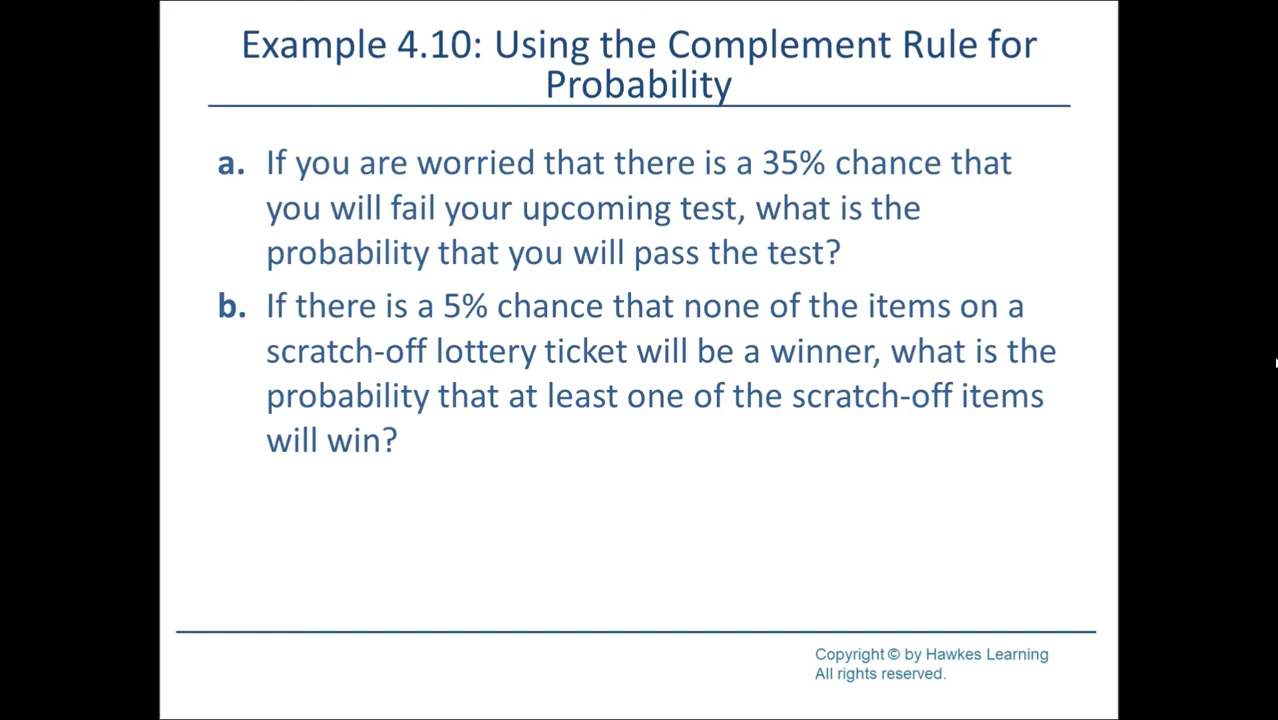 Example 4.10: Using the Complement Rule for
Probability
a. If you are worried that there is a 35% chance that
you will fail your upcoming test, what is the
probability that you will pass the test?
b. If there is a 5% chance that none of the items on a
scratch-off lottery ticket will be a winner, what is the
probability that at least one of the scratch-off items
will win?
Copyright © by Hawkes Learning
All rights reserved.